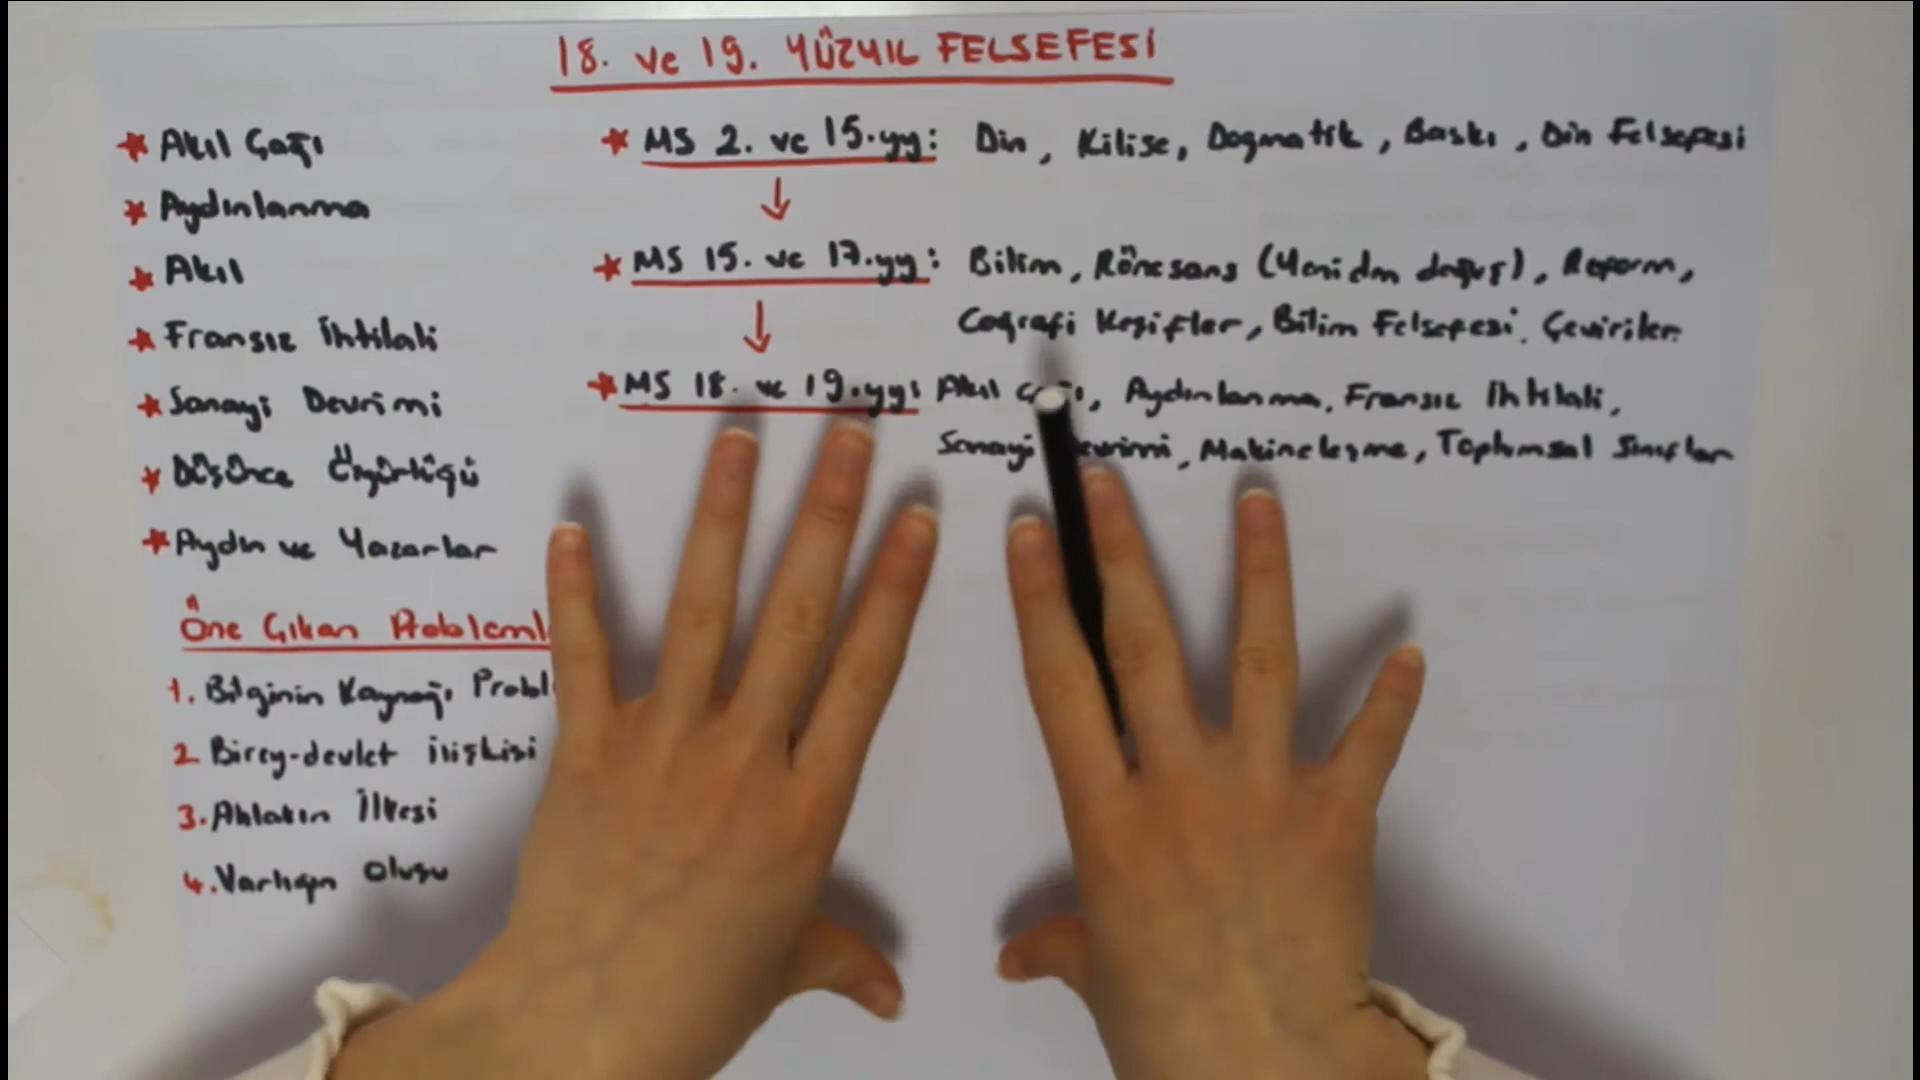 18. ve 19. YÜZYIL FELSEFESİ
★ Akıl Çağı
★ Aydınlanma
★ Akıl
★ Fransız İhtilali
★ Sanayi Devrimi
★ Düşünce Özgürlüğü
★ Aydın ve Yazarlar
Öne Çıkan
1. Bilginin Kaynağı
2 Birey-devlet ilişkisi
3. Ahlakın İlkesi
4. Varlığın Oluşu
★ MS 2. ve 15.yy: Din, Kilise, Dogmatik, Baskı, Din Felsefesi
↓
★ MS 15. ve 17.yy: Bilim, Rönesans (Yeniden doğuş), Reform,
Coğrafi Keşifler, Bilim Felsefesi. Çeviriler
↓
★ MS 18. ve 19.yy: Akıl Aydınlanma, Fransız İhtilali,
Sanayi Makineleşme, Toplumsal Sınıflar